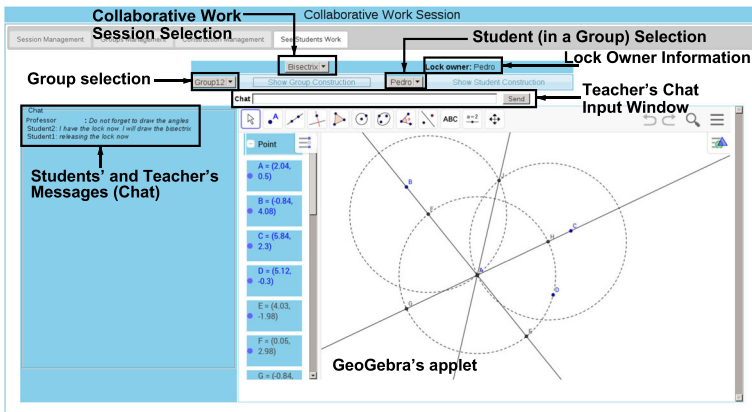 Collaborative Work Session
Collaborative Work
Session Selection
Session Management
Groups Management
Construction Management
See Students Work
Student (in a Group) Selection
Bisectrix
Lock owner: Pedro
Lock Owner Information
Group selection
Group12
Show Group Construction
Pedro
Show Student Construction
Teacher's Chat
Input Window
Chat
Send
Chat
Professor : Do not forget to draw the angles
Student2: I have the lock now. I will draw the bisectrix
Student1: releasing the lock now
Students' and Teacher's
Messages (Chat)
ABC
a=2
Point
A = (2.04,
0.5)
B = (-0.84,
4.08)
C = (5.84,
2.3)
D = (5.12,
-0.3)
E = (4.03,
-1.98)
F = (0.05,
2.98)
G = (-0.84,
B
F
C
H
A
D
G
E
GeoGebra's applet